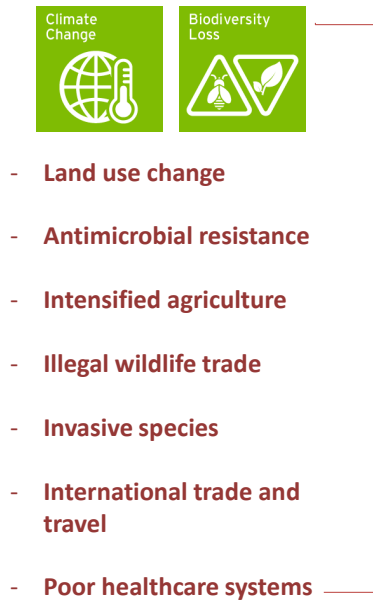 Climate Change
Biodiversity Loss
- Land use change
- Antimicrobial resistance
- Intensified agriculture
- Illegal wildlife trade
- Invasive species
- International trade and
travel
- Poor healthcare systems